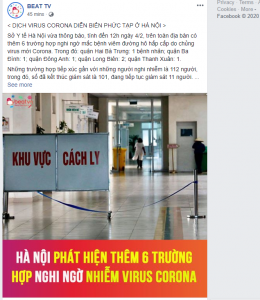 BEAT TV
45 mins
< DỊCH VIRUS CORONA DIỄN BIẾN PHỨC TẠP Ở HÀ NỘI >
Sở Y tế Hà Nội vừa thông báo, tính đến 12h ngày 4/2, trên toàn địa bàn có
thêm 6 trường hợp nghi ngờ mắc bệnh viêm đường hô hấp cấp do chủng
virus mới Corona. Trong đó: quận Hai Bà Trưng: 1 bệnh nhân; quận Ba
Đình: 1; quận Đông Anh: 1; quận Long Biên: 2; quận Thanh Xuân: 1.
Những trường hợp tiếp xúc gần với những người nghi nhiễm là 112 người,
trong đó, số đã kết thúc giám sát là 101, đang tiếp tục giám sát 11 người. ...
See more
KHU VỰC
CÁCH LY
HÀ NỘI PHÁT HIỆN THÊM 6 TRƯỜNG
HỢP NGHI NGỜ NHIỄM VIRUS CORONA
Privacy · Terms
Cookies · More
Facebook © 2020